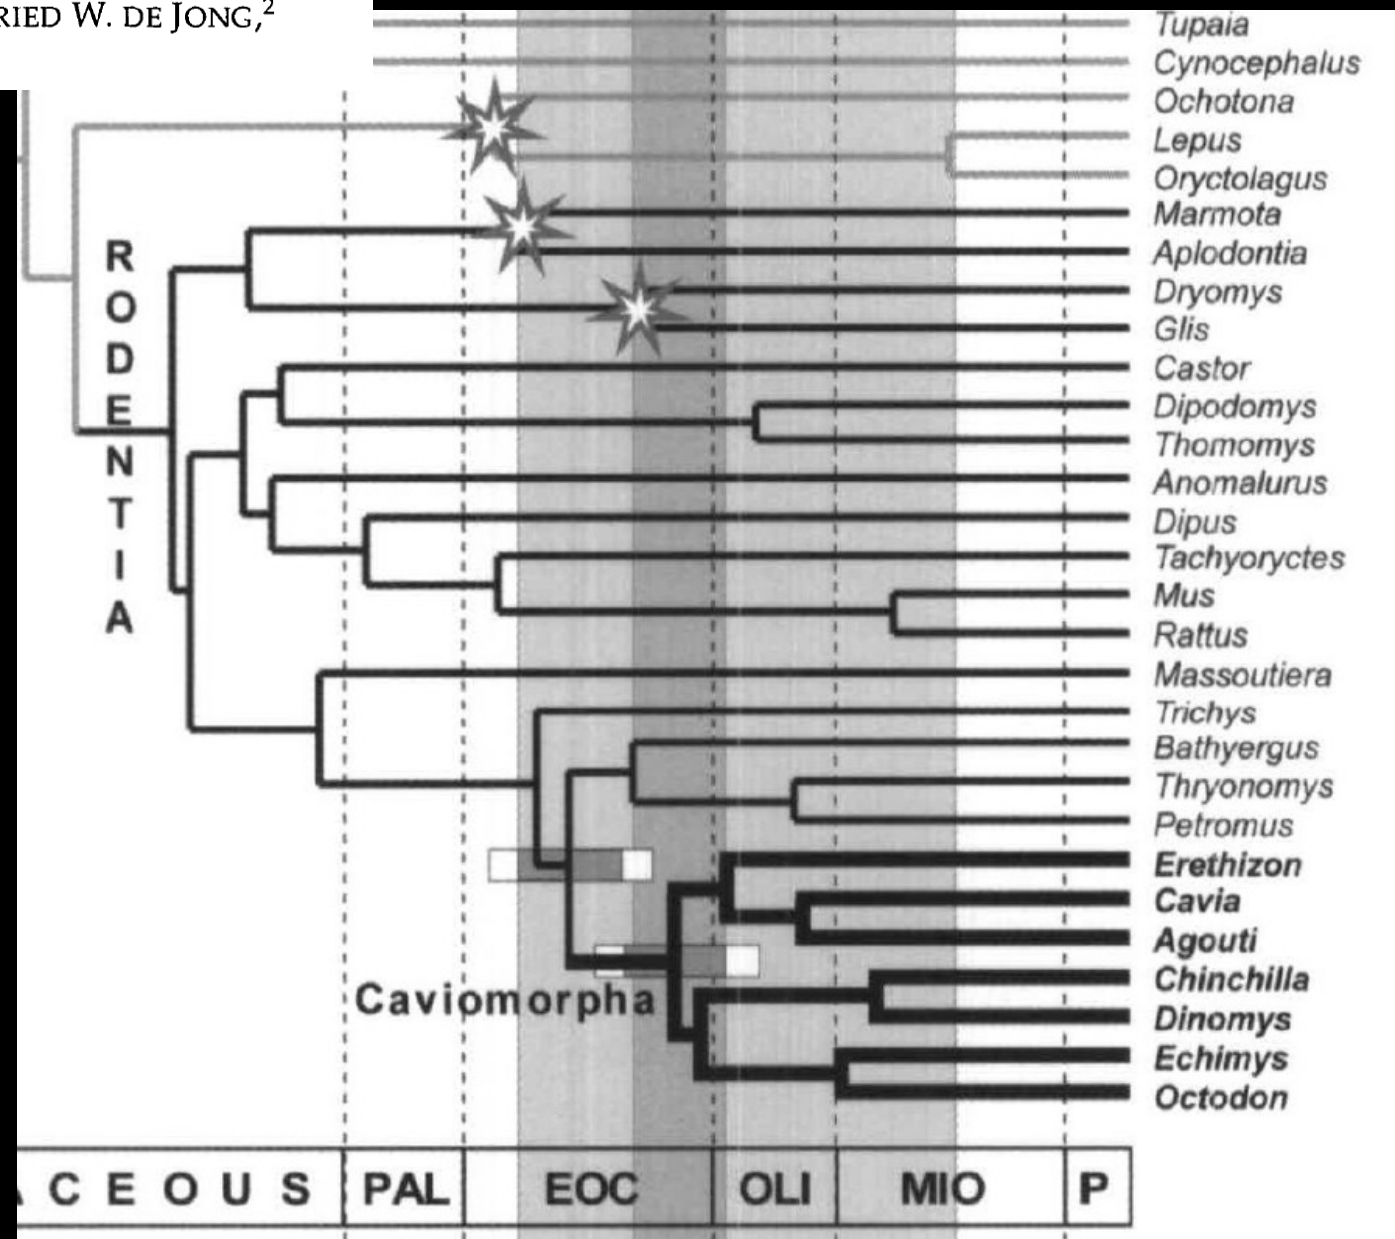 RIED W. DE JONG,2
Tupaia
Cynocephalus
Ochotona
Lepus
Oryctolagus
Marmota
Aplodontia
Dryomys
Glis
Castor
Dipodomys
Thomomys
Anomalurus
Dipus
Tachyoryctes
Mus
Rattus
Massoutiera
Trichys
Bathyergus
Thryonomys
Petromus
Erethizon
Cavia
Agouti
Chinchilla
Dinomys
Echimys
Octodon
RODENTIA
Caviomorpha
CEOUS PAL EOC OLI MIO P